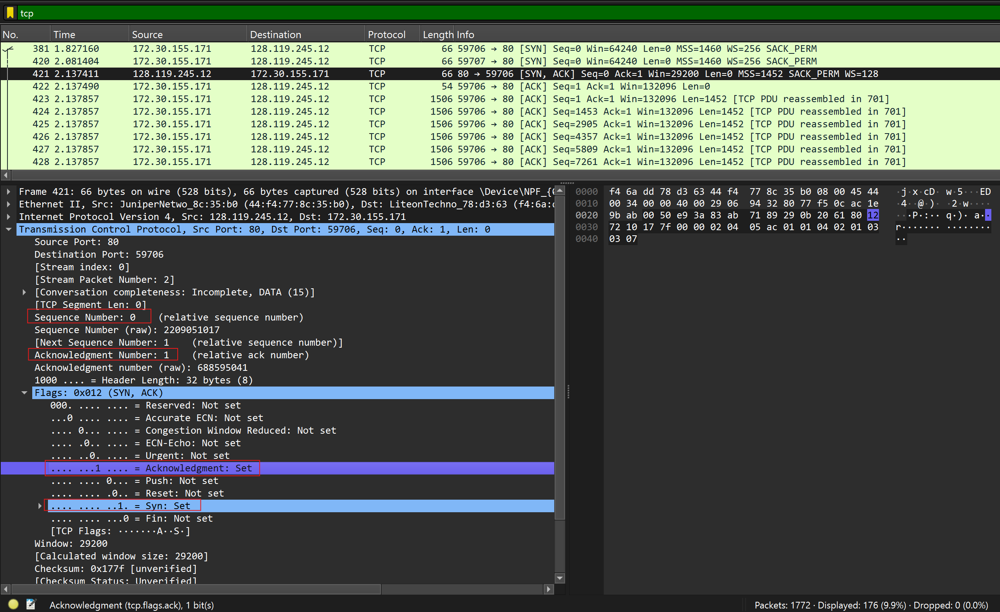 tcp
No. Time Source Destination Protocol Length Info
381 1.827160 172.30.155.171 128.119.245.12 TCP 66 59706 → 80 [SYN] Seq=0 Win=64240 Len=0 MSS=1460 WS=256 SACK_PERM
420 2.081404 172.30.155.171 128.119.245.12 TCP 66 59707 → 80 [SYN] Seq=0 Win=64240 Len=0 MSS=1460 WS=256 SACK_PERM
421 2.137411 128.119.245.12 172.30.155.171 TCP 66 80 → 59706 [SYN, ACK] Seq=0 Ack=1 Win=29200 Len=0 MSS=1452 SACK_PERM WS=128
422 2.137490 172.30.155.171 128.119.245.12 TCP 54 59706 → 80 [ACK] Seq=1 Ack=1 Win=132096 Len=0
423 2.137857 172.30.155.171 128.119.245.12 TCP 1506 59706 → 80 [ACK] Seq=1 Ack=1 Win=132096 Len=1452 [TCP PDU reassembled in 701]
424 2.137857 172.30.155.171 128.119.245.12 TCP 1506 59706 → 80 [ACK] Seq=1453 Ack=1 Win=132096 Len=1452 [TCP PDU reassembled in 701]
425 2.137857 172.30.155.171 128.119.245.12 TCP 1506 59706 → 80 [ACK] Seq=2905 Ack=1 Win=132096 Len=1452 [TCP PDU reassembled in 701]
426 2.137857 172.30.155.171 128.119.245.12 TCP 1506 59706 → 80 [ACK] Seq=4357 Ack=1 Win=132096 Len=1452 [TCP PDU reassembled in 701]
427 2.137857 172.30.155.171 128.119.245.12 TCP 1506 59706 → 80 [ACK] Seq=5809 Ack=1 Win=132096 Len=1452 [TCP PDU reassembled in 701]
428 2.137857 172.30.155.171 128.119.245.12 TCP 1506 59706 → 80 [ACK] Seq=7261 Ack=1 Win=132096 Len=1452 [TCP PDU reassembled in 701]
Frame 421: 66 bytes on wire (528 bits), 66 bytes captured (528 bits) on interface \Device\NPF_{
Ethernet II, Src: JuniperNetwo_8c:35:b0 (44:f4:77:8c:35:b0), Dst: LiteonTechno_78:d3:63 (f4:6a:
Internet Protocol Version 4, Src: 128.119.245.12, Dst: 172.30.155.171
Transmission Control Protocol, Src Port: 80, Dst Port: 59706, Seq: 0, Ack: 1, Len: 0
Source Port: 80
Destination Port: 59706
[Stream index: 0]
[Stream Packet Number: 2]
[Conversation completeness: Incomplete, DATA (15)]
[TCP Segment Len: 0]
Sequence Number: 0 (relative sequence number)
Sequence Number (raw): 2209051017
[Next Sequence Number: 1 (relative sequence number)]
Acknowledgment Number: 1 (relative ack number)
Acknowledgment number (raw): 688595041
1000 .... = Header Length: 32 bytes (8)
Flags: 0x012 (SYN, ACK)
000. .... .... = Reserved: Not set
...0 .... .... = Accurate ECN: Not set
.... 0... .... = Congestion Window Reduced: Not set
.... .0.. .... = ECN-Echo: Not set
.... ..0. .... = Urgent: Not set
.... ...1 .... = Acknowledgment: Set
.... .... 0... = Push: Not set
.... .... .0.. = Reset: Not set
.... .... ..1. = Syn: Set
.... .... ...0 = Fin: Not set
[TCP Flags: ·······A··S·]
Window: 29200
[Calculated window size: 29200]
Checksum: 0x177f [unverified]
[Checksum Status: Unverified]
0000 f4 6a dd 78 d3 63 44 f4 77 8c 35 b0 08 00 45 44 ·j·x·cD· w·5···ED
0010 00 34 00 00 40 00 29 06 94 32 80 77 f5 0c ac 1e ·4··@·)· ·2·w····
0020 9b ab 00 50 e9 3a 83 ab 71 89 29 0b 20 61 80 12 ···P·:·· q·)· a··
0030 72 10 17 7f 00 00 02 04 05 ac 01 01 04 02 01 03 r······· ········
0040 03 07 ··
Acknowledgment (tcp.flags.ack), 1 bit(s)
Packets: 1772 · Displayed: 176 (9.9%) · Dropped: 0 (0.0%)